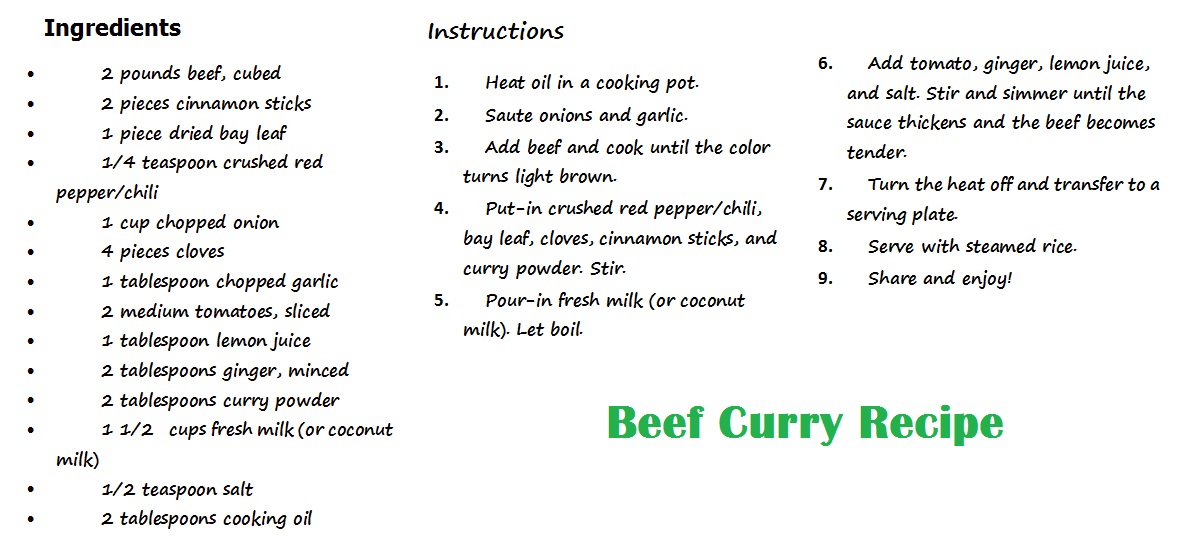 Ingredients
• 2 pounds beef, cubed
• 2 pieces cinnamon sticks
• 1 piece dried bay leaf
• 1/4 teaspoon crushed red
pepper/chili
• 1 cup chopped onion
• 4 pieces cloves
• 1 tablespoon chopped garlic
• 2 medium tomatoes, sliced
• 1 tablespoon lemon juice
• 2 tablespoons ginger, minced
• 2 tablespoons curry powder
• 1 1/2 cups fresh milk (or coconut
milk)
• 1/2 teaspoon salt
• 2 tablespoons cooking oil
Instructions
1. Heat oil in a cooking pot.
2. Saute onions and garlic.
3. Add beef and cook until the color
turns light brown.
4. Put-in crushed red pepper/chili,
bay leaf, cloves, cinnamon sticks, and
curry powder. Stir.
5. Pour-in fresh milk (or coconut
milk). Let boil.
6. Add tomato, ginger, lemon juice,
and salt. Stir and simmer until the
sauce thickens and the beef becomes
tender.
7. Turn the heat off and transfer to a
serving plate.
8. Serve with steamed rice.
9. Share and enjoy!
Beef Curry Recipe